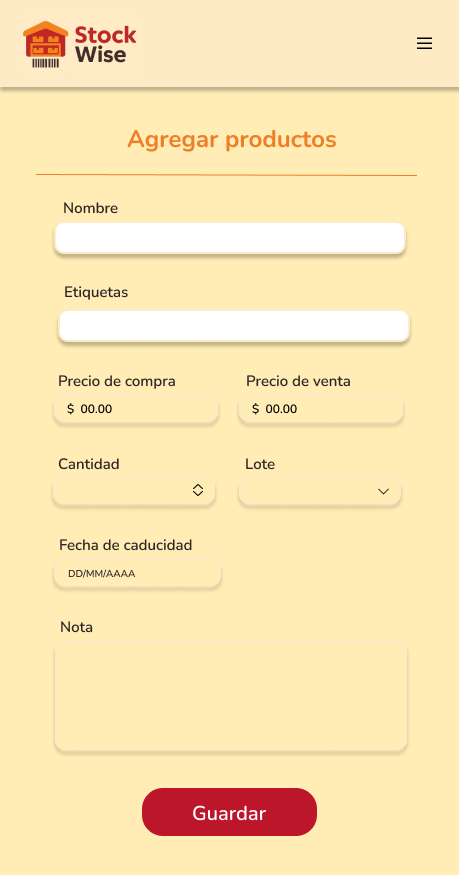 Stock
Wise
Agregar productos
Nombre
Etiquetas
Precio de compra
Precio de venta
$ 00.00
$ 00.00
Cantidad
Lote
Fecha de caducidad
DD/MM/AAAA
Nota
Guardar